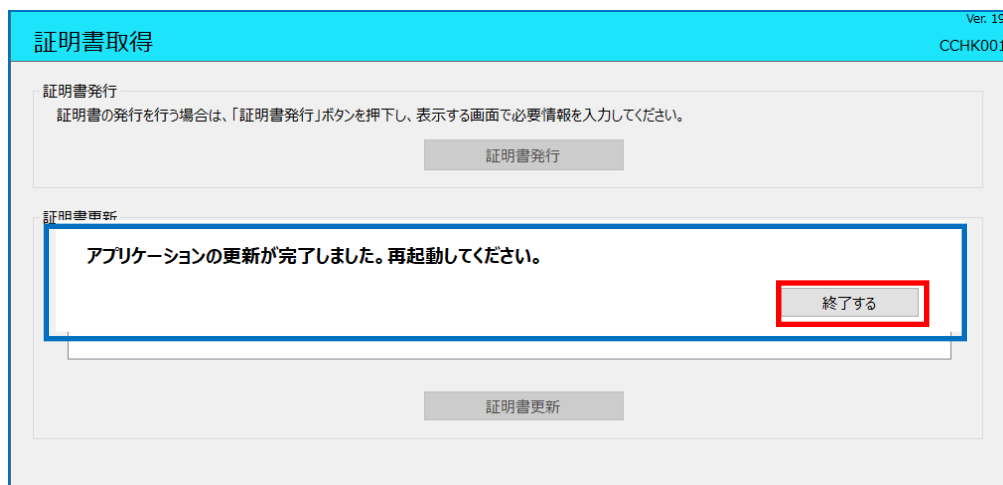 Ver. 19
証明書取得
CCHK001
証明書発行
証明書の発行を行う場合は、「証明書発行」ボタンを押下し、表示する画面で必要情報を入力してください。
証明書発行
証明書更新
アプリケーションの更新が完了しました。再起動してください。
終了する
証明書更新